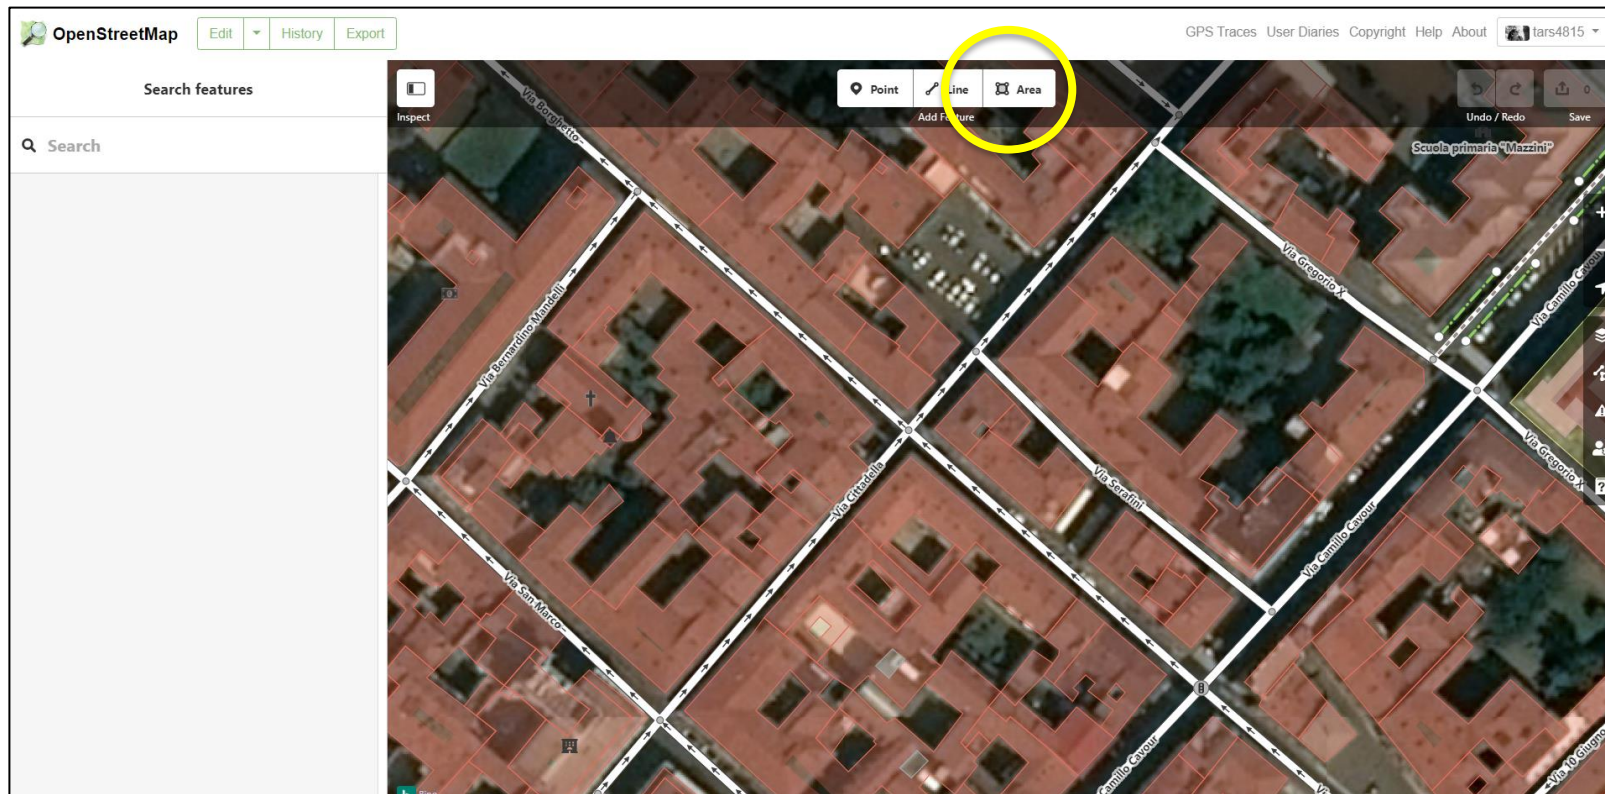 OpenStreetMap Edit History Export GPS Traces User Diaries Copyright Help About tars4815
Search features
Search
Inspect
Point Line Area
Add Feature
Undo / Redo Save
0
Scuola primaria "Mazzini"
Via Borghetto
Via Gregorio X
Via Camillo Cavour
Via Bernardino Mandelli
Via Cittadella
Via Serafini
Via Gregorio X
Via Camillo Cavour
Via San Marco
Camillo Cavour
Via 10 Giugno